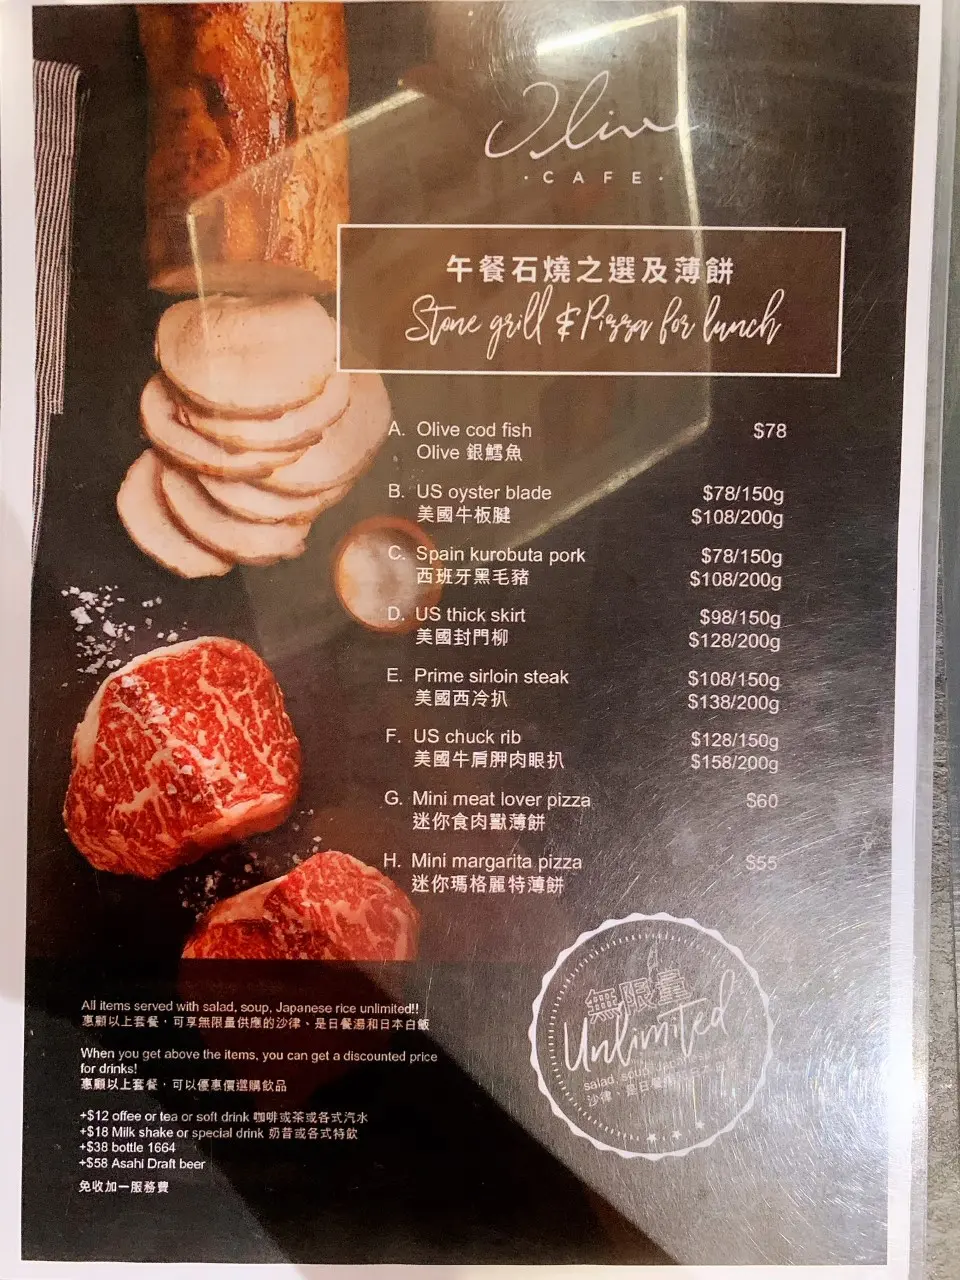 Olive
· CAFE ·
午餐石燒之選及薄餅
Stone grill & Pizza for lunch
A. Olive cod fish $78
Olive 銀鱈魚
B. US oyster blade $78/150g
美國牛板腱 $108/200g
C. Spain kurobuta pork $78/150g
西班牙黑毛豬 $108/200g
D. US thick skirt $98/150g
美國封門柳 $128/200g
E. Prime sirloin steak $108/150g
美國西冷扒 $138/200g
F. US chuck rib $128/150g
美國牛肩胛肉眼扒 $158/200g
G. Mini meat lover pizza $60
迷你食肉獸薄餅
H. Mini margarita pizza $55
迷你瑪格麗特薄餅
All items served with salad, soup, Japanese rice unlimited!!
惠顧以上套餐，可享無限量供應的沙律、是日餐湯和日本白飯
When you get above the items, you can get a discounted price
for drinks!
惠顧以上套餐，可以優惠價選購飲品
+$12 offee or tea or soft drink 咖啡或茶或各式汽水
+$18 Milk shake or special drink 奶昔或各式特飲
+$38 bottle 1664
+$58 Asahi Draft beer
免收加一服務費
無限量
Unlimited
salad, soup,
沙律、是日餐